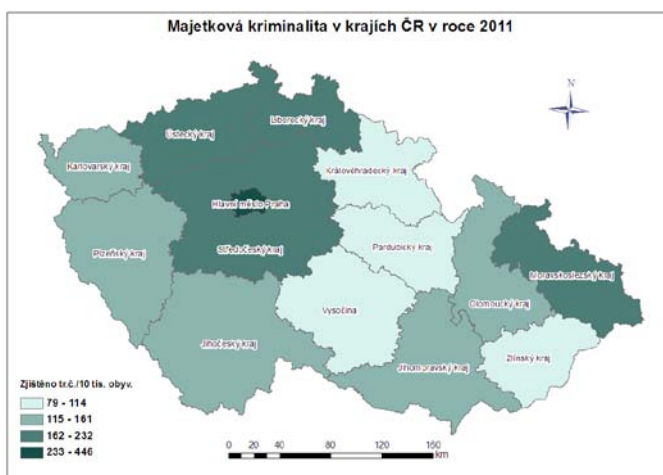 Majetková kriminalita v krajích ČR v roce 2011
N
Liberecký kraj
Ústecký kraj
Karlovarský kraj
Královéhradecký kraj
Hlavní město Praha
Pardubický kraj
Středočeský kraj
Plzeňský kraj
Moravskoslezský kraj
Olomoucký kraj
Vysočina
Jihočeský kraj
Zlínský kraj
Jihomoravský kraj
Zjištěno tr.č./10 tis. obyv.
79 - 114
115 - 161
162 - 232
233 - 446
0 10 20 40 60 80 120 160
km